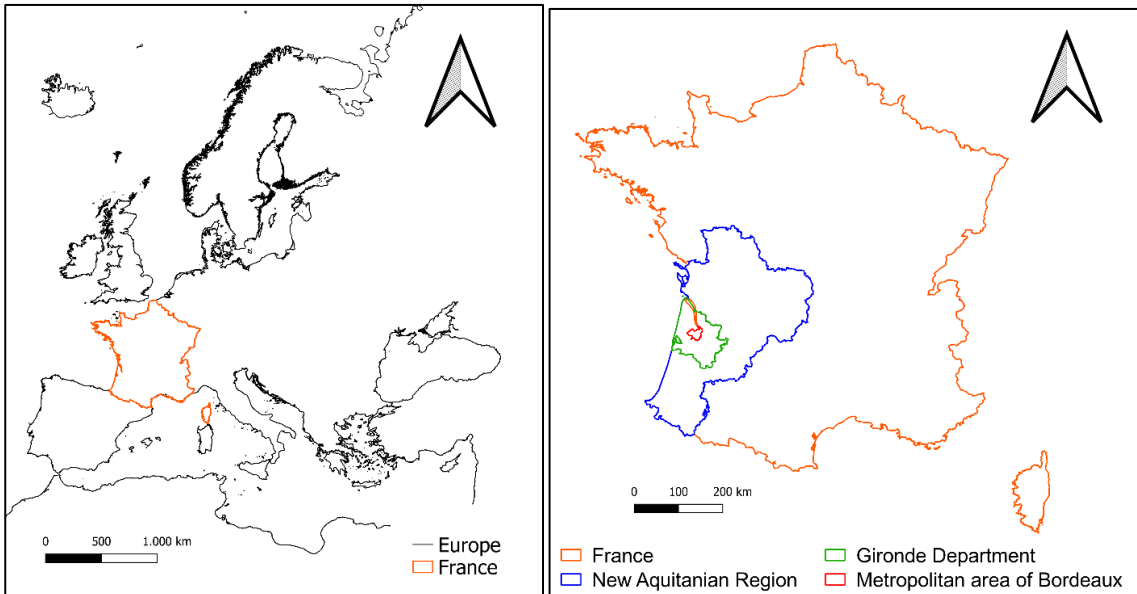 0 500 1.000 km
Europe
France
0 100 200 km
France
Gironde Department
New Aquitanian Region
Metropolitan area of Bordeaux